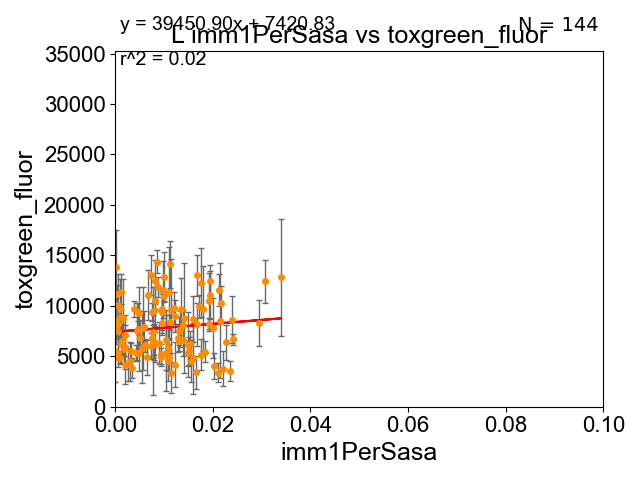 y = 39450.90x + 7420.83
N = 144
L imm1PerSasa vs toxgreen_fluor
r^2 = 0.02
35000
30000
25000
20000
15000
10000
5000
0
toxgreen_fluor
0.00 0.02 0.04 0.06 0.08 0.10
imm1PerSasa